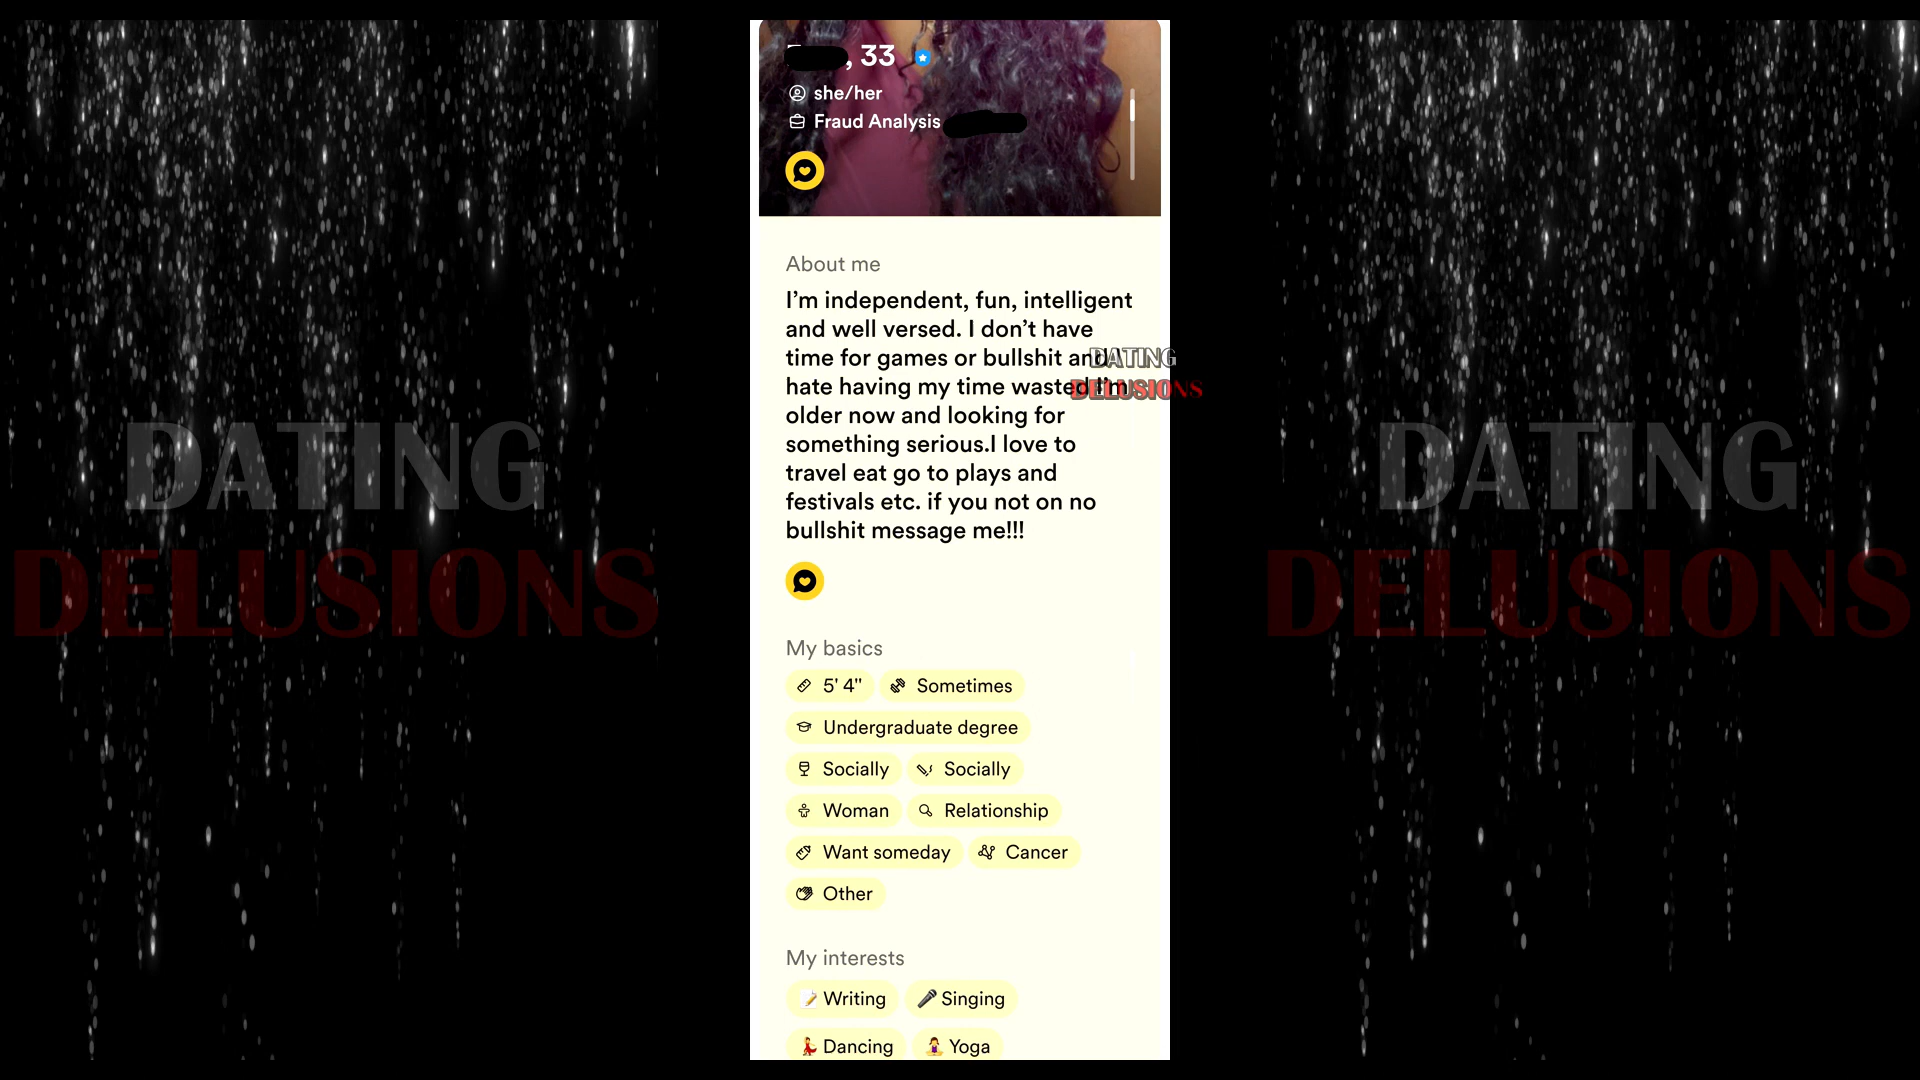 , 33
she/her
Fraud Analysis
About me
I'm independent, fun, intelligent
and well versed. I don't have
time for games or bullshit and I
hate having my time wasted I'm
older now and looking for
something serious.I love to
travel eat go to plays and
festivals etc. if you not on no
bullshit message me!!!
DATING
DELUSIONS
DATING
DELUSIONS
DATING
DELUSIONS
My basics
5' 4"
Sometimes
Undergraduate degree
Socially
Socially
Woman
Relationship
Want someday
Cancer
Other
My interests
Writing
Singing
Dancing
Yoga